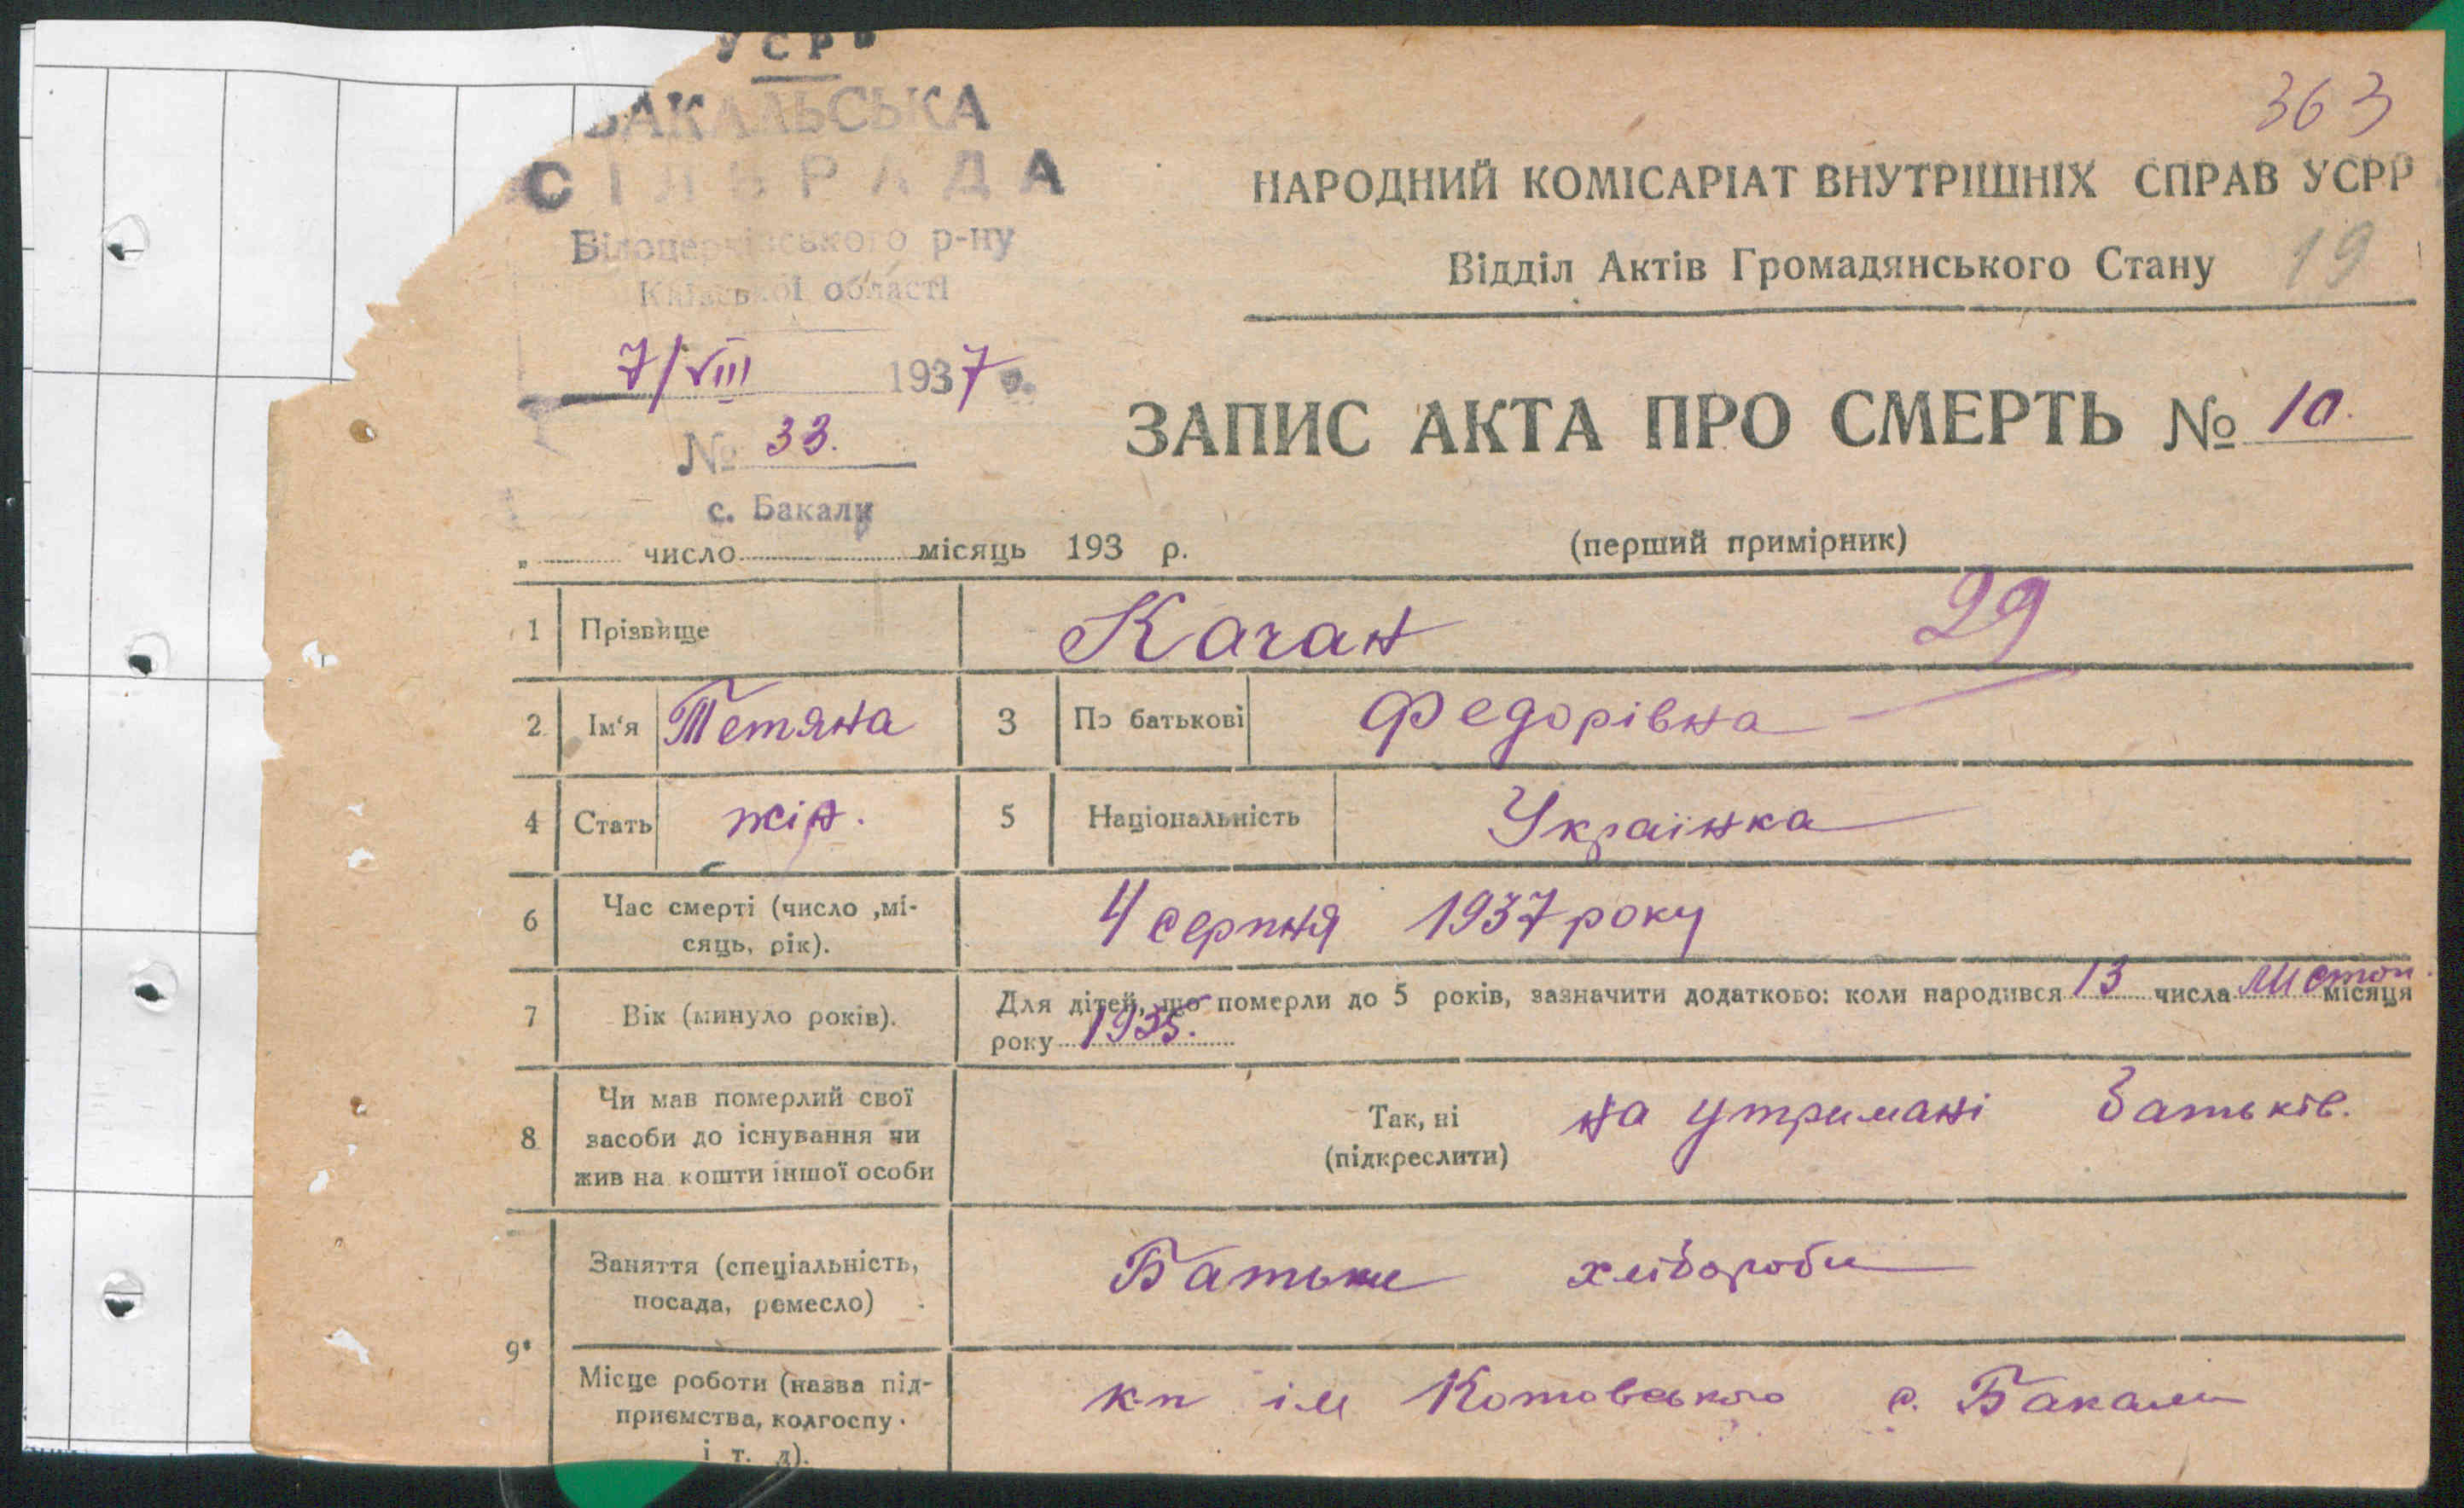 УСРР
БАКАЛЬСЬКА
СІЛЬРАДА
Білоцерківського р-ну
Київської області
7/VIII 1937 р.
№ 33.
с. Бакали
363
НАРОДНИЙ КОМІСАРІАТ ВНУТРІШНІХ СПРАВ УСРР
Відділ Актів Громадянського Стану 19
ЗАПИС АКТА ПРО СМЕРТЬ № 10.
„ число місяць 193 р.
(перший примірник)
1 Прізвище Качан 29
2 Ім‘я Тетяна 3 По батькові Федорівна
4 Стать жін. 5 Національність Українка
6 Час смерті (число ,мі-
сяць, рік).
4 серпня 1937 року
7 Вік (минуло років).
Для дітей, що померли до 5 років, зазначити додатково: коли народився 13 числа Листоп. місяця
року 1935.
8 Чи мав померлий свої
засоби до існування чи
жив на кошти іншої особи
Так, ні
(підкреслити)
на утримані батьків.
9 Заняття (спеціальність,
посада, ремесло)
Батьки хлібороби
Місце роботи (назва під-
приємства, колгоспу
і т. д).
к-п ім Котовського с. Бакали